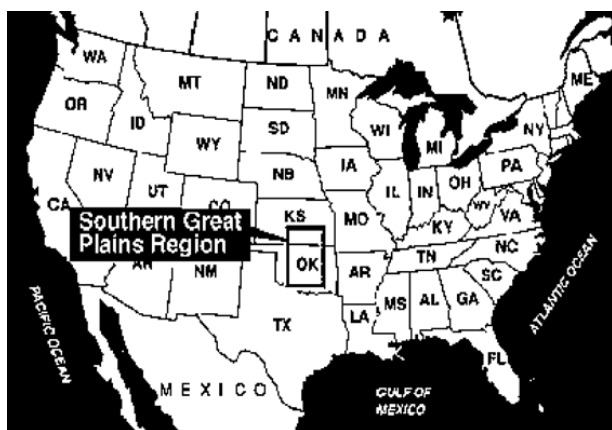 CANADA
WA
MT
ND
MN
ME
OR
ID
SD
WI
MI
NY
WY
NV
UT
CO
NB
IA
IL
IN
OH
PA
CA
KS
MO
KY
WV
VA
Southern Great
Plains Region
AR
NM
OK
AR
TN
NC
SC
MS
AL
GA
TX
LA
FL
PACIFIC OCEAN
ATLANTIC OCEAN
MEXICO
GULF OF
MEXICO